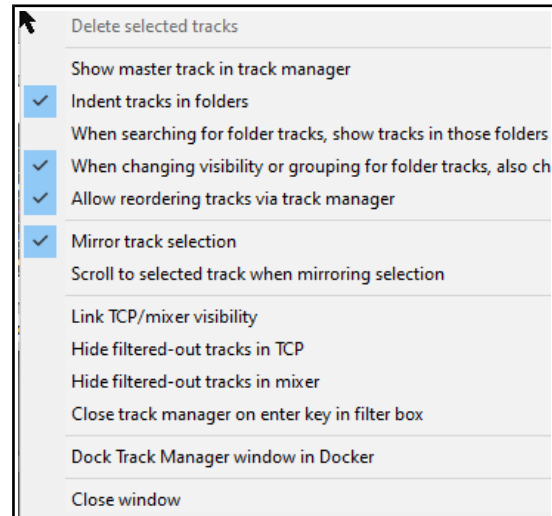 Delete selected tracks
Show master track in track manager
Indent tracks in folders
When searching for folder tracks, show tracks in those folders
When changing visibility or grouping for folder tracks, also ch
Allow reordering tracks via track manager
Mirror track selection
Scroll to selected track when mirroring selection
Link TCP/mixer visibility
Hide filtered-out tracks in TCP
Hide filtered-out tracks in mixer
Close track manager on enter key in filter box
Dock Track Manager window in Docker
Close window